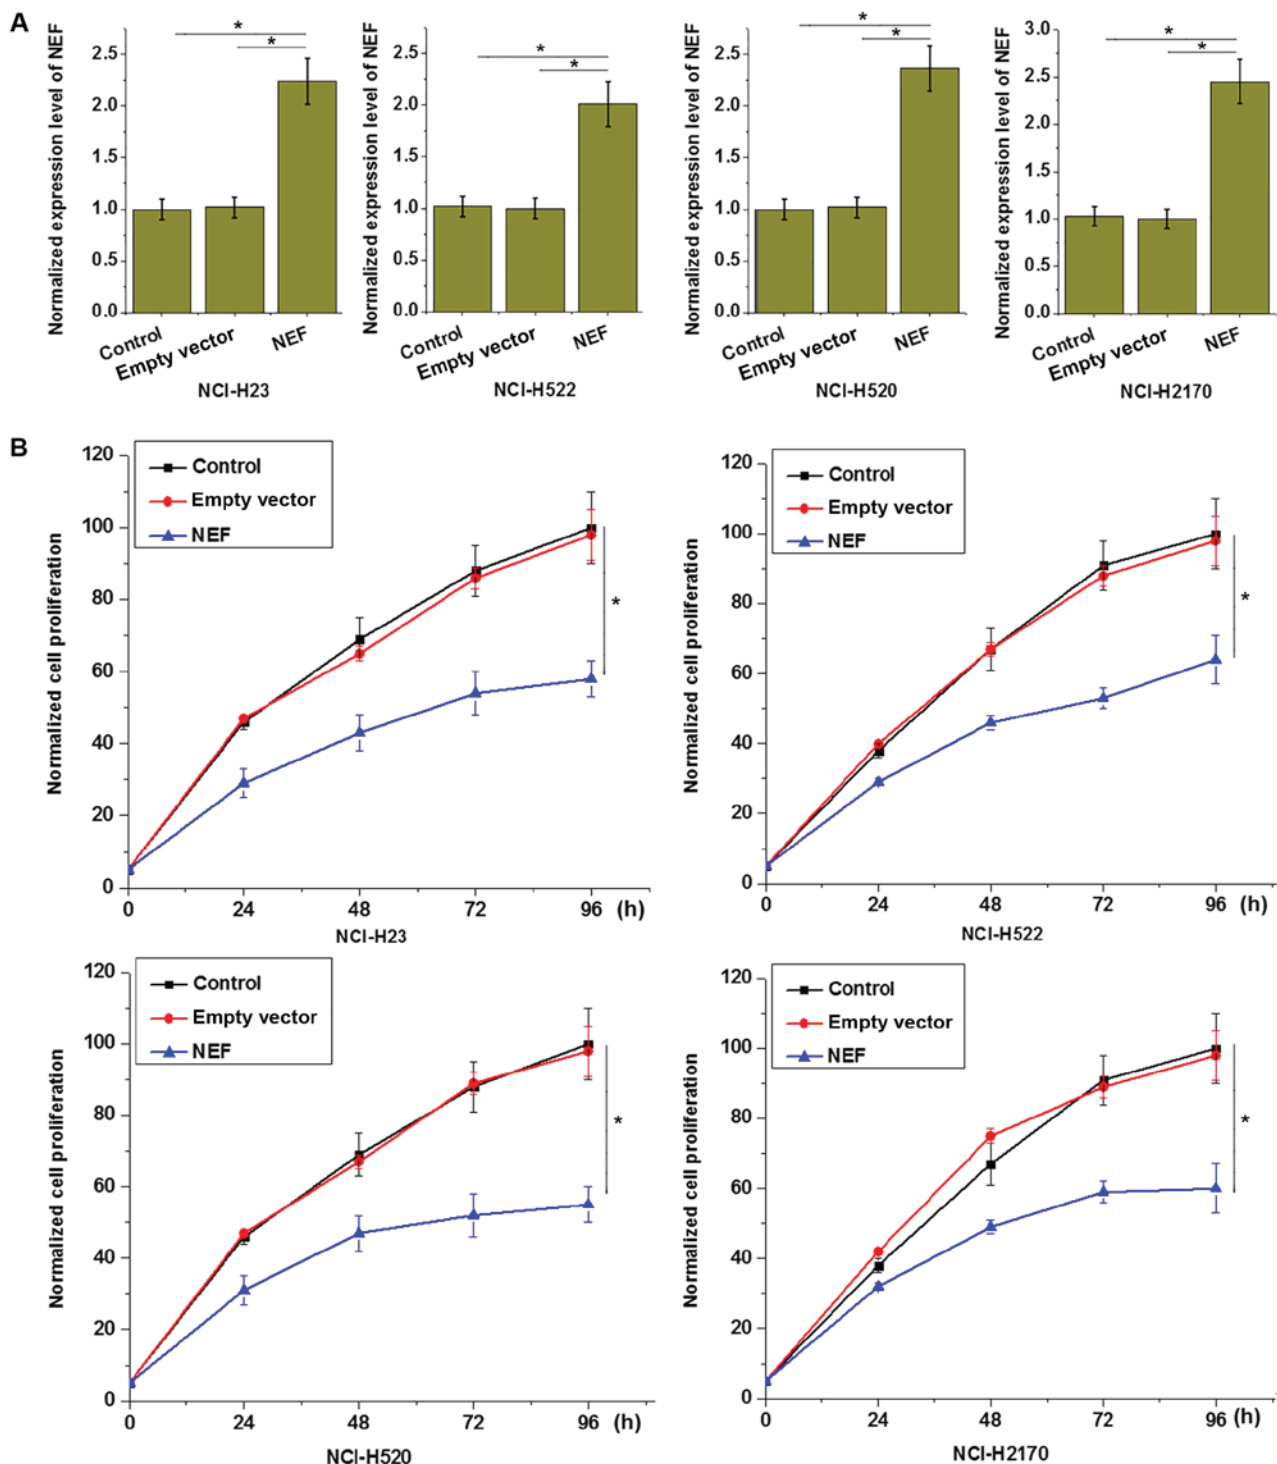 A
Normalized expression level of NEF
2.5
2.0
1.5
1.0
0.5
0.0
*
*
Control
Empty vector
NEF
NCI-H23
Normalized expression level of NEF
2.5
2.0
1.5
1.0
0.5
0.0
*
*
Control
Empty vector
NEF
NCI-H522
Normalized expression level of NEF
2.5
2.0
1.5
1.0
0.5
0.0
*
*
Control
Empty vector
NEF
NCI-H520
Normalized expression level of NEF
3.0
2.5
2.0
1.5
1.0
0.5
0.0
*
*
Control
Empty vector
NEF
NCI-H2170
B
Normalized cell proliferation
120
100
80
60
40
20
0
Control
Empty vector
NEF
*
0 24 48 72 96 (h)
NCI-H23
Normalized cell proliferation
120
100
80
60
40
20
0
Control
Empty vector
NEF
*
0 24 48 72 96 (h)
NCI-H522
Normalized cell proliferation
120
100
80
60
40
20
0
Control
Empty vector
NEF
*
0 24 48 72 96 (h)
NCI-H520
Normalized cell proliferation
120
100
80
60
40
20
0
Control
Empty vector
NEF
*
0 24 48 72 96 (h)
NCI-H2170